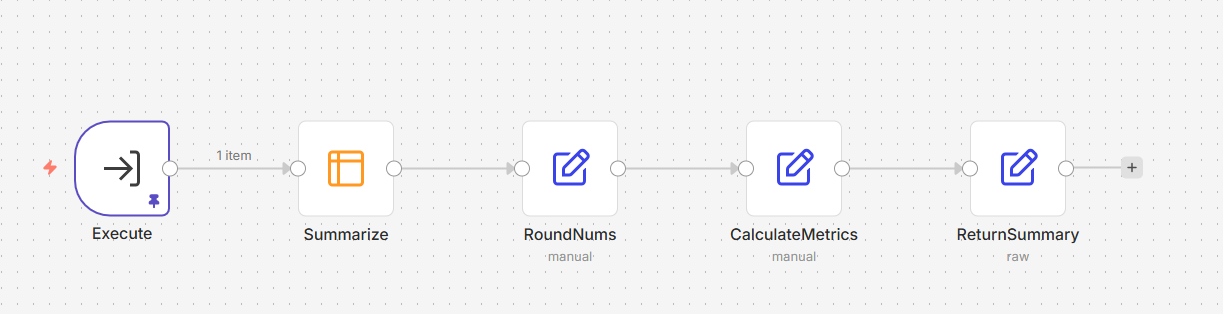 1 item
Execute
Summarize
RoundNums
manual
CalculateMetrics
manual
ReturnSummary
raw